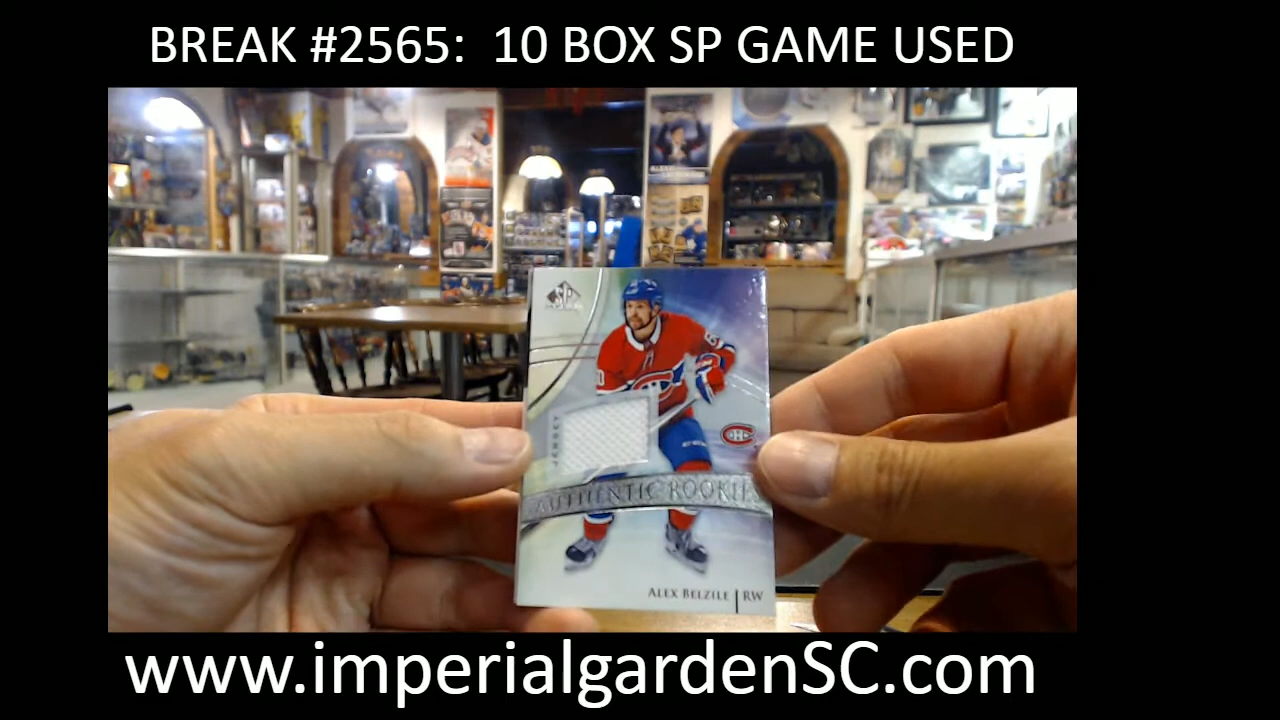 BREAK #2565:  10 BOX SP GAME USED
SP
JERSEY
AUTHENTIC ROOKIES
ALEX BELZILE | RW
www.imperialgardenSC.com